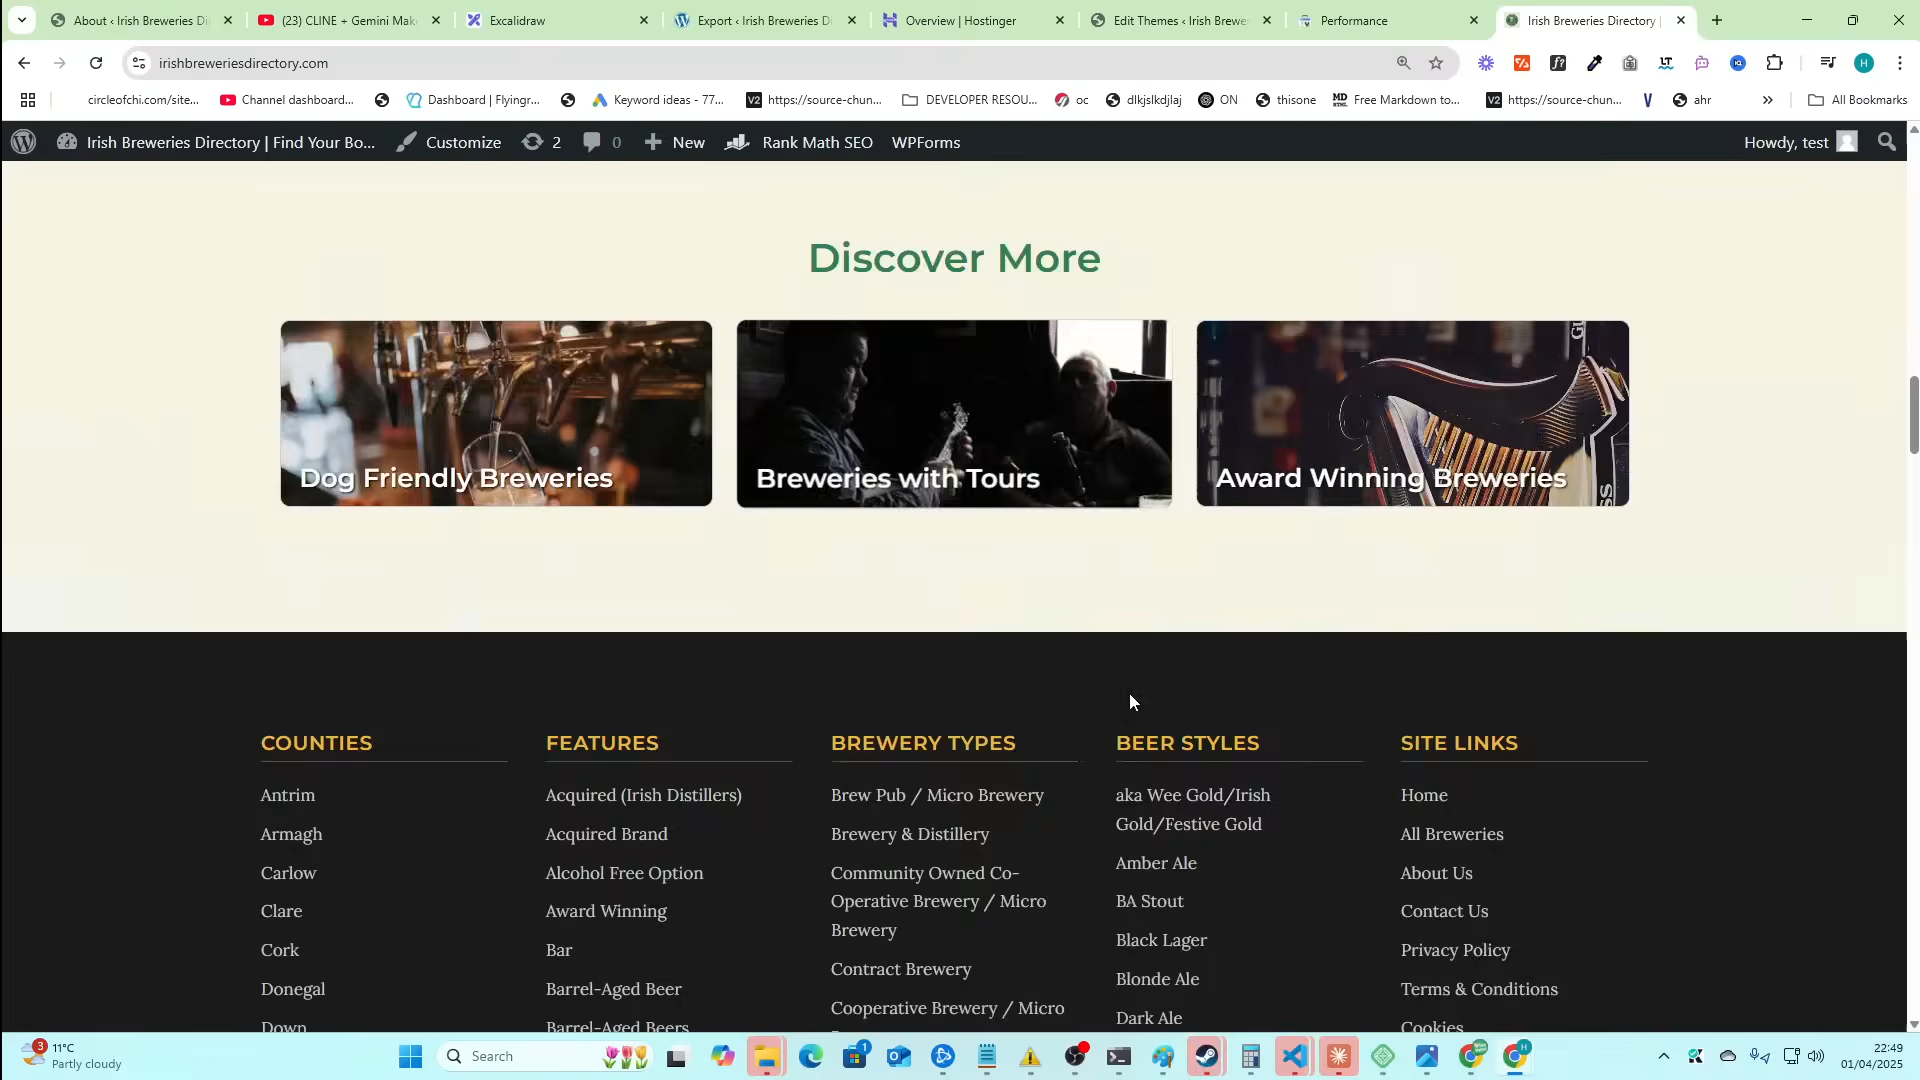 About ‹ Irish Breweries Di
(23) CLINE + Gemini Mak
Excalidraw
Export ‹ Irish Breweries D
Overview | Hostinger
Edit Themes ‹ Irish Brewe
Performance
Irish Breweries Directory |
irishbreweriesdirectory.com
H
circleofchi.com/site...
Channel dashboard...
Dashboard | Flyingr...
Keyword ideas - 77...
https://source-chun...
DEVELOPER RESOU...
oc
dlkjslkdjlaj
ON
thisone
Free Markdown to...
https://source-chun...
ahr
»
All Bookmarks
Irish Breweries Directory | Find Your Bo...
Customize
2
0
New
Rank Math SEO
WPForms
Howdy, test
Discover More
Dog Friendly Breweries
Breweries with Tours
Award Winning Breweries
COUNTIES
Antrim
Armagh
Carlow
Clare
Cork
Donegal
Down
FEATURES
Acquired (Irish Distillers)
Acquired Brand
Alcohol Free Option
Award Winning
Bar
Barrel-Aged Beer
Barrel-Aged Beers
BREWERY TYPES
Brew Pub / Micro Brewery
Brewery & Distillery
Community Owned Co-
Operative Brewery / Micro
Brewery
Contract Brewery
Cooperative Brewery / Micro
BEER STYLES
aka Wee Gold/Irish
Gold/Festive Gold
Amber Ale
BA Stout
Black Lager
Blonde Ale
Dark Ale
SITE LINKS
Home
All Breweries
About Us
Contact Us
Privacy Policy
Terms & Conditions
Cookies
3
11°C
Partly cloudy
Search
22:49
01/04/2025